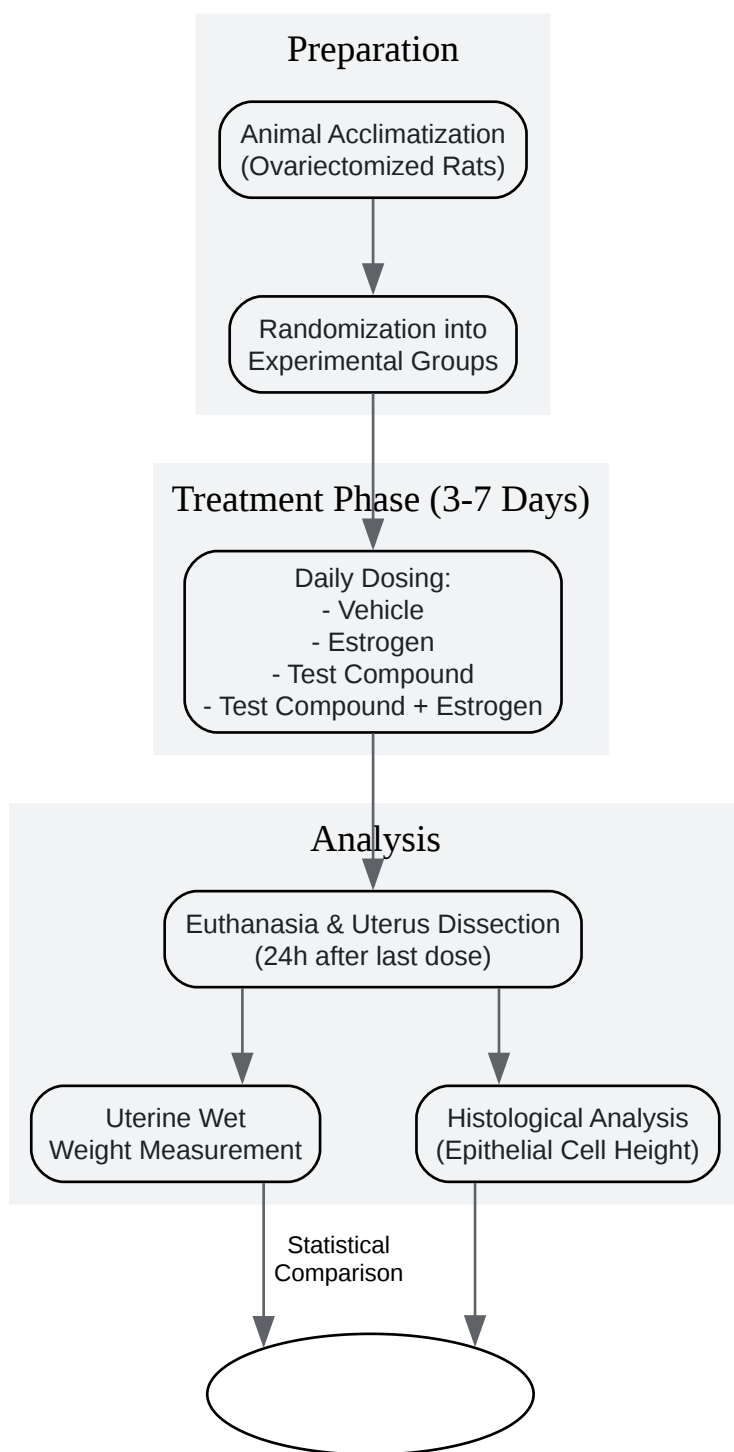 Preparation
Animal Acclimatization
(Ovariectomized Rats)
Randomization into
Experimental Groups
Treatment Phase (3-7 Days)
Daily Dosing:
- Vehicle
- Estrogen
- Test Compound
- Test Compound + Estrogen
Analysis
Euthanasia & Uterus Dissection
(24h after last dose)
Uterine Wet
Weight Measurement
Histological Analysis
(Epithelial Cell Height)
Statistical
Comparison